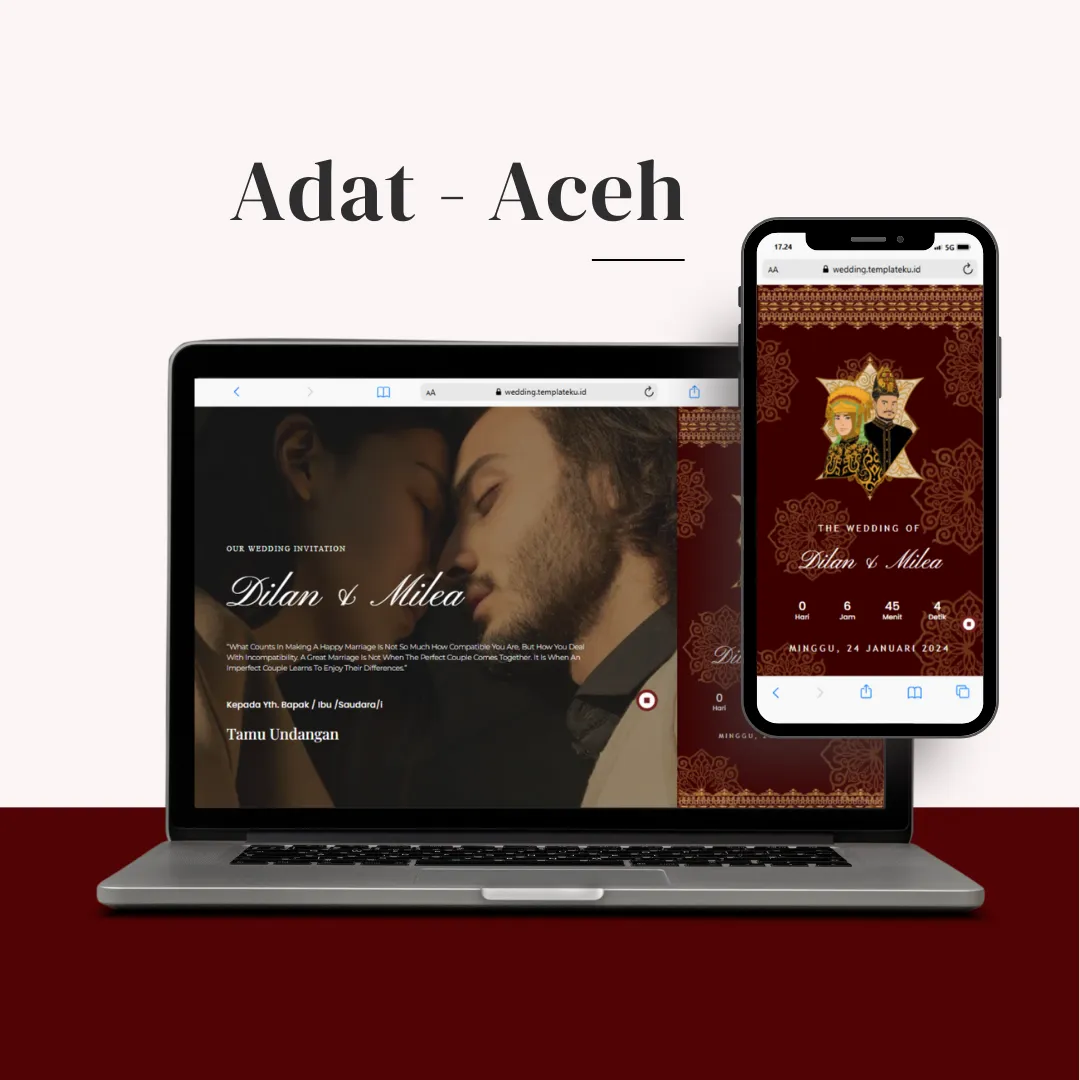 Adat - Aceh
17.24
5G
AA
wedding.templateku.id
THE WEDDING OF
Dilan & Milea
0 6 45 4
Hari Jam Menit Detik
MINGGU, 24 JANUARI 2024
AA
wedding.templateku.id
OUR WEDDING INVITATION
Dilan & Milea
“What Counts In Making A Happy Marriage Is Not So Much How Compatible You Are, But How You Deal
With Incompatibility. A Great Marriage Is Not When The Perfect Couple Comes Together. It Is When An
Imperfect Couple Learns To Enjoy Their Differences.”
Kepada Yth. Bapak / Ibu /Saudara/i
Tamu Undangan
0
Hari
MINGGU,